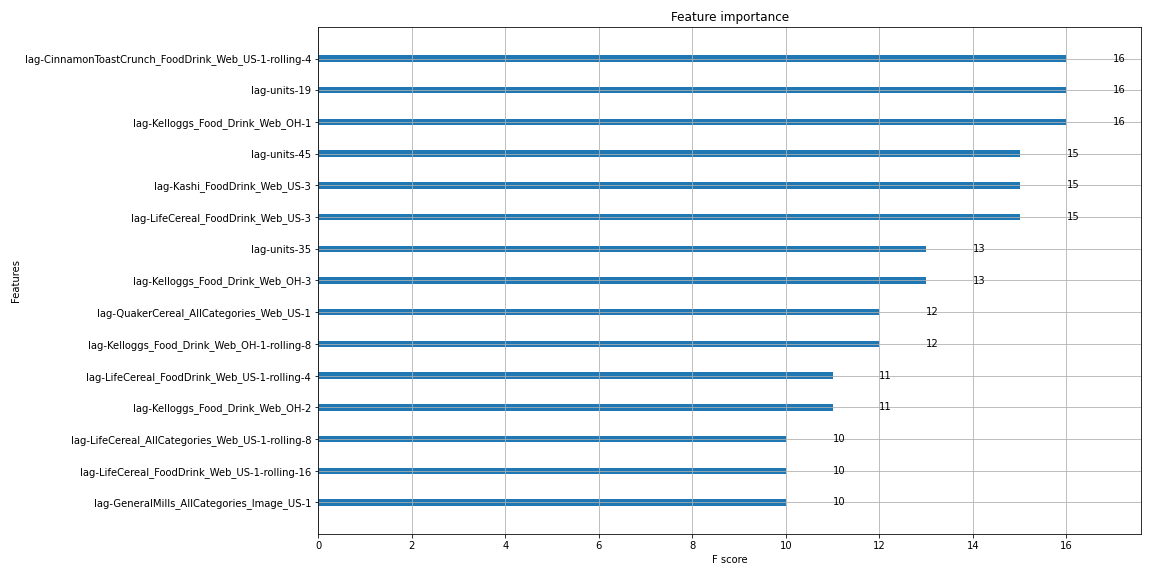 Feature importance
lag-CinnamonToastCrunch_FoodDrink_Web_US-1-rolling-4 16
lag-units-19 16
lag-Kelloggs_Food_Drink_Web_OH-1 16
lag-units-45 15
lag-Kashi_FoodDrink_Web_US-3 15
lag-LifeCereal_FoodDrink_Web_US-3 15
lag-units-35 13
lag-Kelloggs_Food_Drink_Web_OH-3 13
lag-QuakerCereal_AllCategories_Web_US-1 12
lag-Kelloggs_Food_Drink_Web_OH-1-rolling-8 12
lag-LifeCereal_FoodDrink_Web_US-1-rolling-4 11
lag-Kelloggs_Food_Drink_Web_OH-2 11
lag-LifeCereal_AllCategories_Web_US-1-rolling-8 10
lag-LifeCereal_FoodDrink_Web_US-1-rolling-16 10
lag-GeneralMills_AllCategories_Image_US-1 10
Features
0 2 4 6 8 10 12 14 16
F score